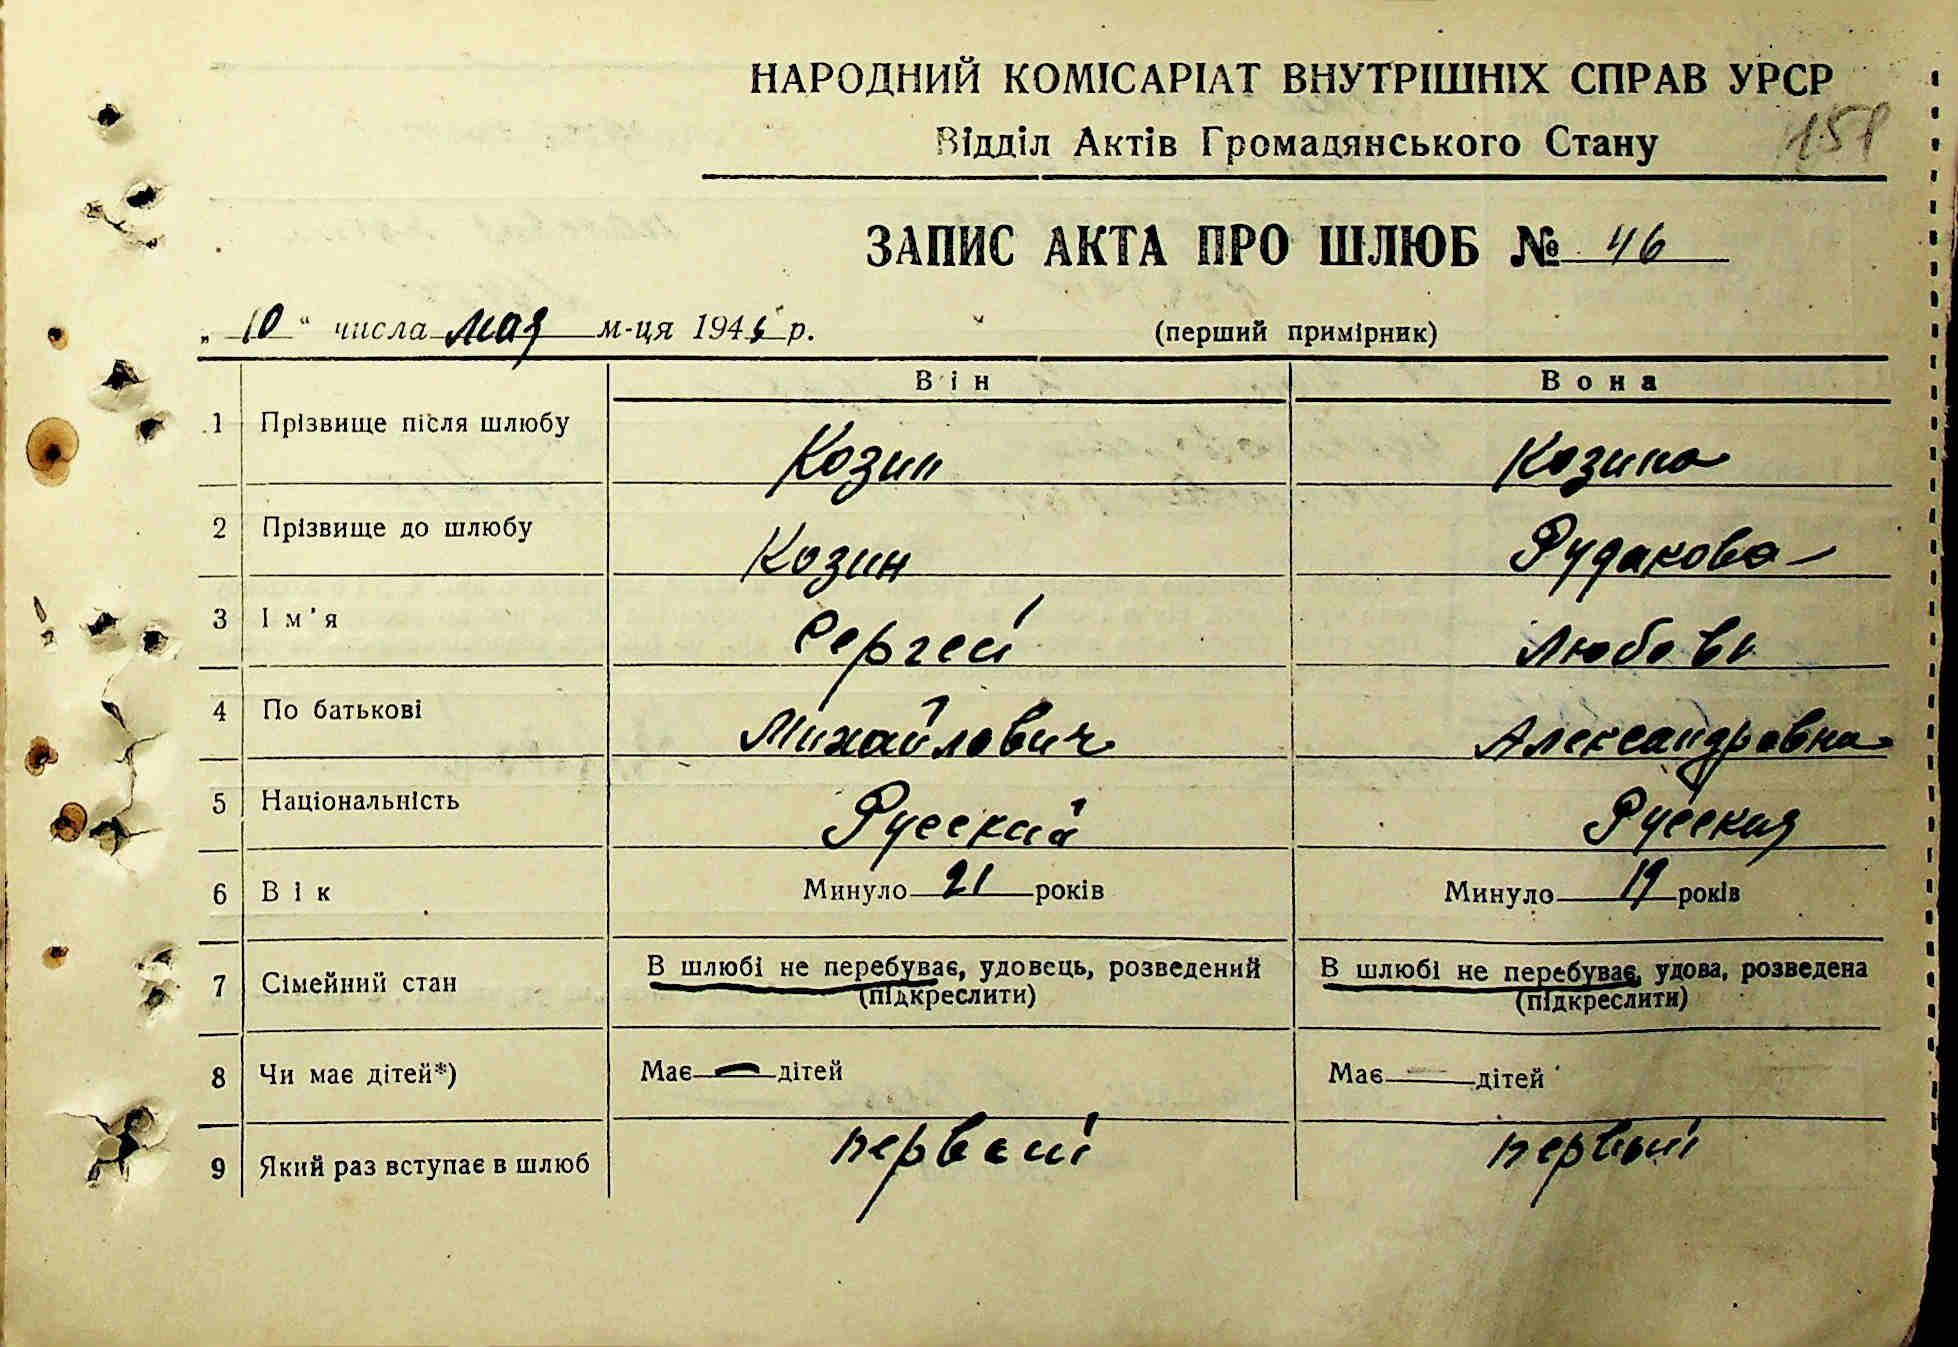 НАРОДНИЙ КОМІСАРІАТ ВНУТРІШНІХ СПРАВ УРСР
Відділ Актів Громадянського Стану
ЗАПИС АКТА ПРО ШЛЮБ № 46
„ 10 “ числа мая м-ця 194 р.
(перший примірник)
Він Вона
1 Прізвище після шлюбу Козин Козина
2 Прізвище до шлюбу Козин Рудакова
3 Ім'я Сергей Любовь
4 По батькові Михайлович Александровна
5 Національність Русский Русская
6 Вік Минуло 21 років Минуло 19 років
7 Сімейний стан В шлюбі не перебуває, удовець, розведений В шлюбі не перебуває, удова, розведена
(підкреслити) (підкреслити)
8 Чи має дітей*) Має — дітей Має — дітей
9 Який раз вступає в шлюб первый первый